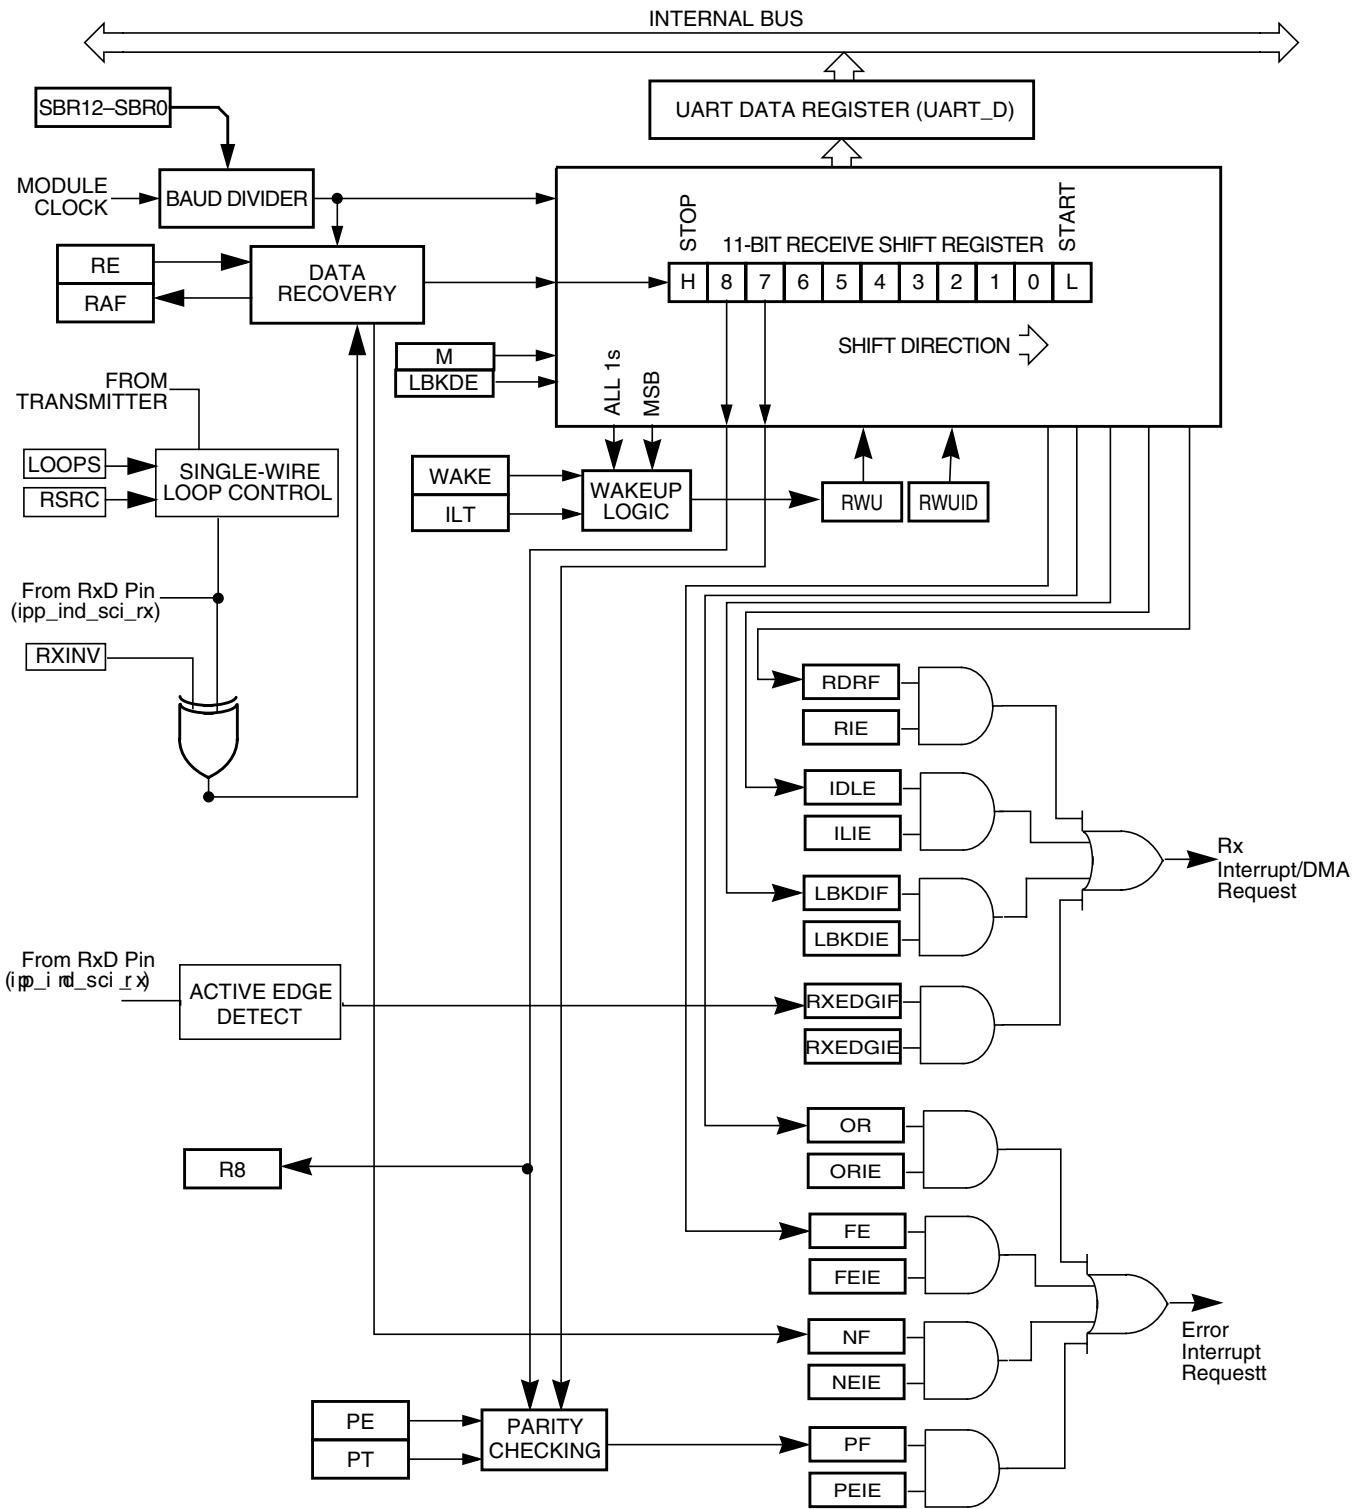 INTERNAL BUS
SBR12–SBR0
UART DATA REGISTER (UART_D)
MODULE
CLOCK
BAUD DIVIDER
STOP
START
11-BIT RECEIVE SHIFT REGISTER
RE
RAF
DATA
RECOVERY
H 8 7 6 5 4 3 2 1 0 L
SHIFT DIRECTION
M
LBKDE
ALL 1s
MSB
FROM
TRANSMITTER
LOOPS
RSRC
SINGLE-WIRE
LOOP CONTROL
WAKE
ILT
WAKEUP
LOGIC
RWU
RWUID
From RxD Pin
(ipp_ind_sci_rx)
RXINV
RDRF
RIE
IDLE
ILIE
Rx
Interrupt/DMA
Request
LBKDIF
LBKDIE
From RxD Pin
(ipp_ind_sci_rx)
ACTIVE EDGE
DETECT
RXEDGIF
RXEDGIE
OR
ORIE
R8
FE
FEIE
NF
NEIE
Error
Interrupt
Requestt
PE
PT
PARITY
CHECKING
PF
PEIE